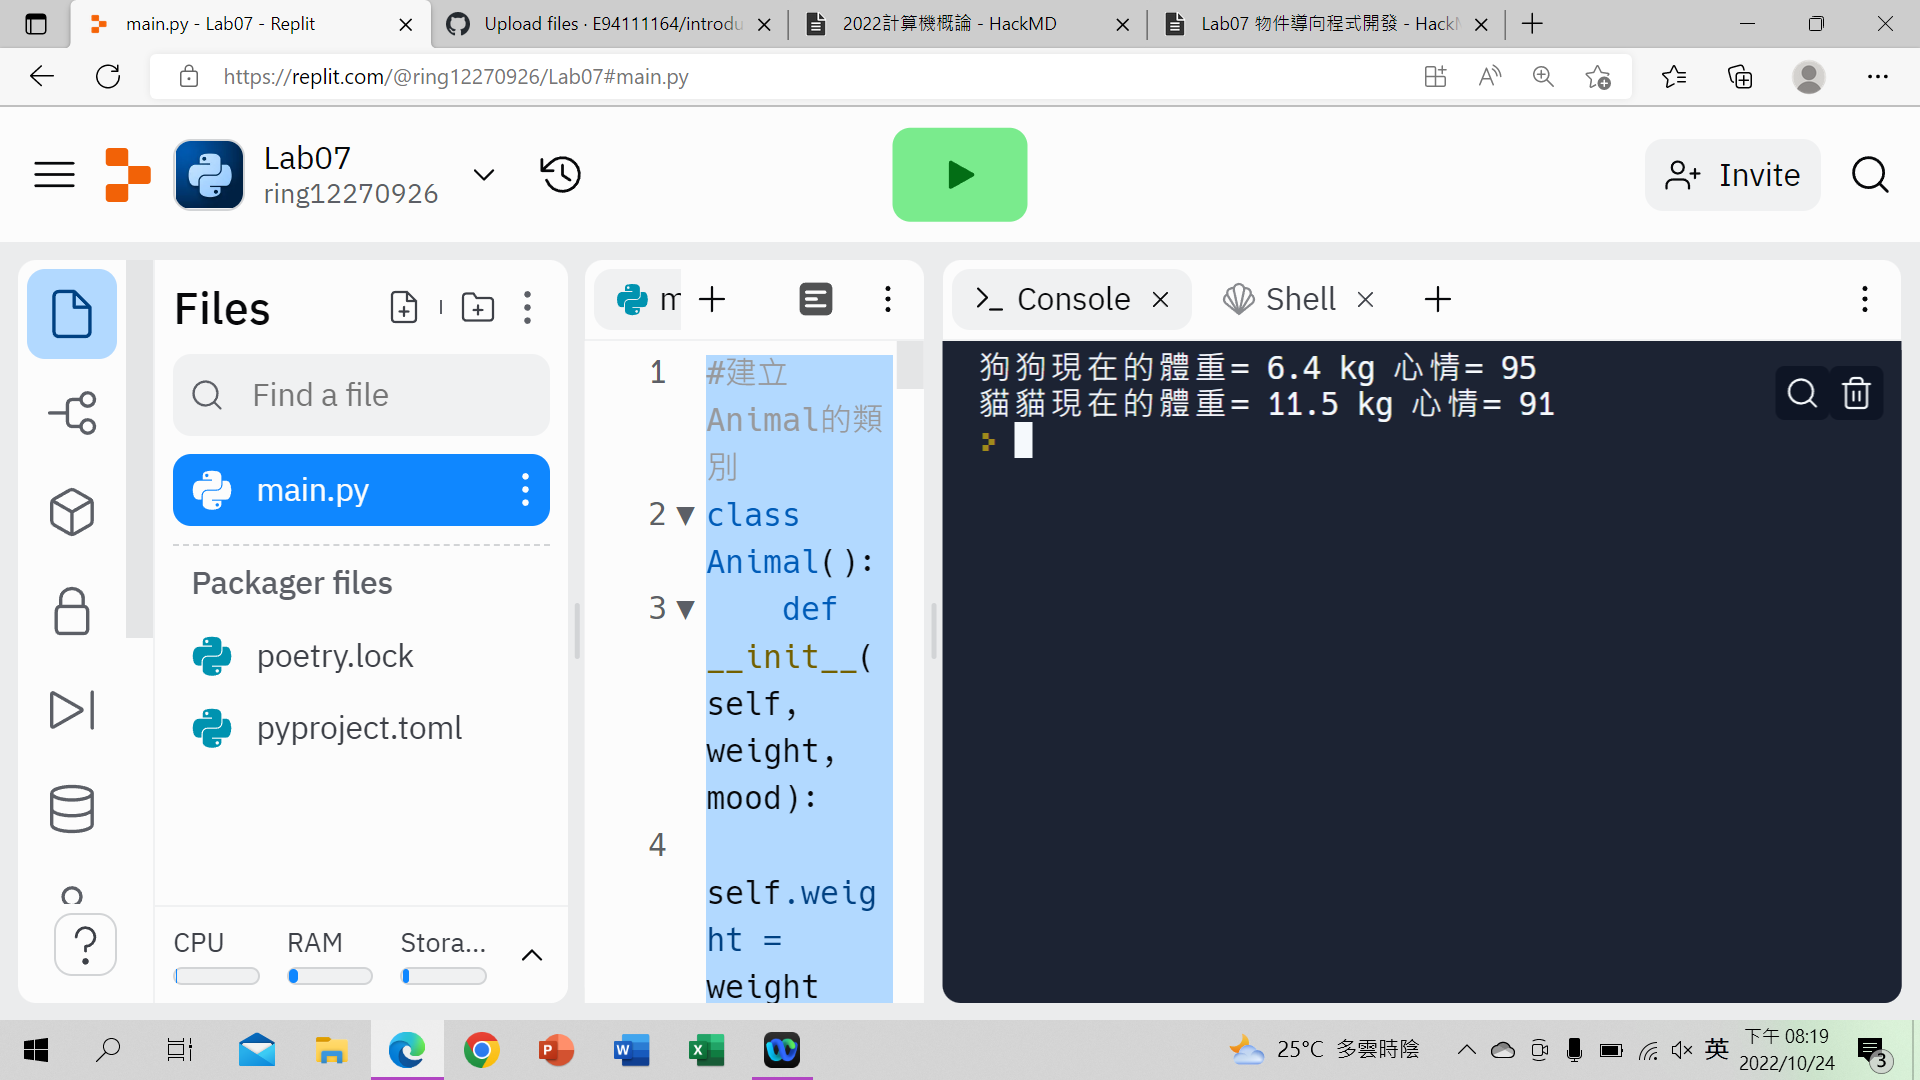 main.py - Lab07 - Replit
Upload files · E94111164/introdu
2022計算機概論 - HackMD
Lab07 物件導向程式開發 - Hack
https://replit.com/@ring12270926/Lab07#main.py
Lab07
ring12270926
Invite
Files
Find a file
main.py
Packager files
poetry.lock
pyproject.toml
CPU
RAM
Stora...
1
#建立
Animal的類
別
2
class
Animal():
3
def
__init__(
self,
weight,
mood):
4
self.weig
ht =
weight
Console
Shell
狗狗現在的體重= 6.4 kg 心情= 95
貓貓現在的體重= 11.5 kg 心情= 91
25°C 多雲時陰
英
下午 08:19
2022/10/24
3